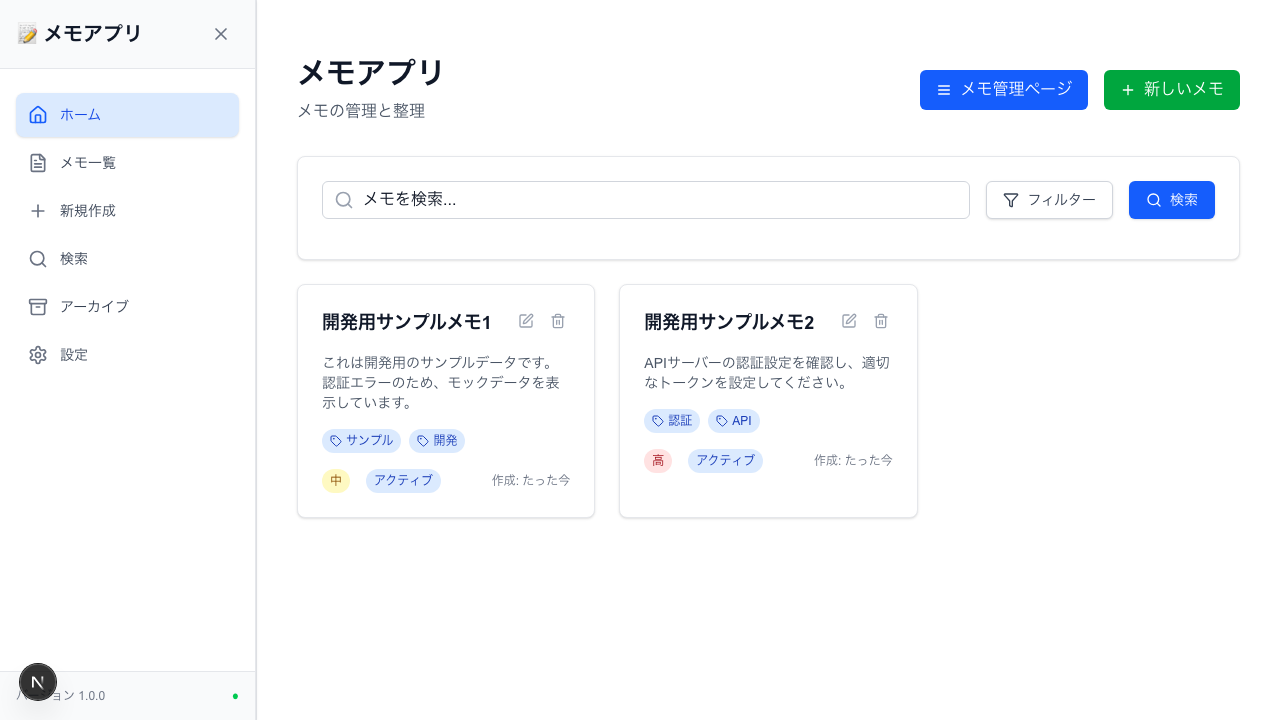 メモアプリ
ホーム
メモ一覧
新規作成
検索
アーカイブ
設定
N
ョン 1.0.0
メモアプリ
メモの管理と整理
メモ管理ページ
新しいメモ
メモを検索...
フィルター
検索
開発用サンプルメモ1
これは開発用のサンプルデータです。
認証エラーのため、モックデータを表
示しています。
サンプル
開発
中
アクティブ
作成: たった今
開発用サンプルメモ2
APIサーバーの認証設定を確認し、適切
なトークンを設定してください。
認証
API
高
アクティブ
作成: たった今